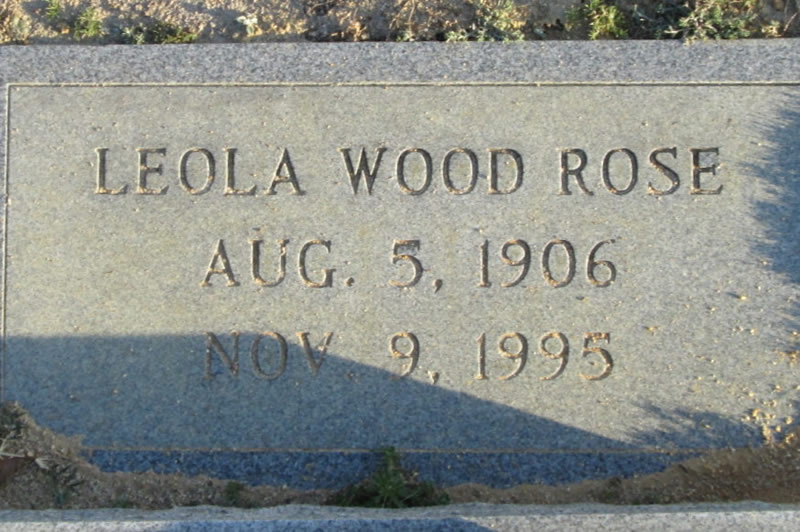 LEOLA WOOD ROSE
AUG. 5, 1906
NOV. 9, 1995